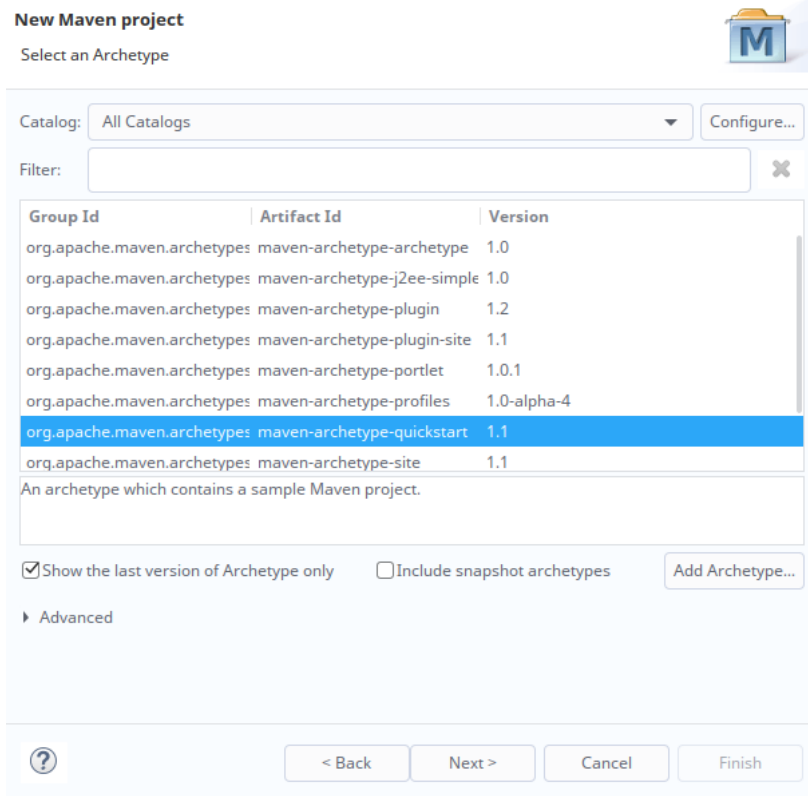 New Maven project
Select an Archetype
M
Catalog: All Catalogs Configure...
Filter:
Group Id Artifact Id Version
org.apache.maven.archetypes maven-archetype-archetype 1.0
org.apache.maven.archetypes maven-archetype-j2ee-simple 1.0
org.apache.maven.archetypes maven-archetype-plugin 1.2
org.apache.maven.archetypes maven-archetype-plugin-site 1.1
org.apache.maven.archetypes maven-archetype-portlet 1.0.1
org.apache.maven.archetypes maven-archetype-profiles 1.0-alpha-4
org.apache.maven.archetypes maven-archetype-quickstart 1.1
org.apache.maven.archetypes maven-archetype-site 1.1
An archetype which contains a sample Maven project.
Show the last version of Archetype only Include snapshot archetypes Add Archetype...
Advanced
? < Back Next > Cancel Finish